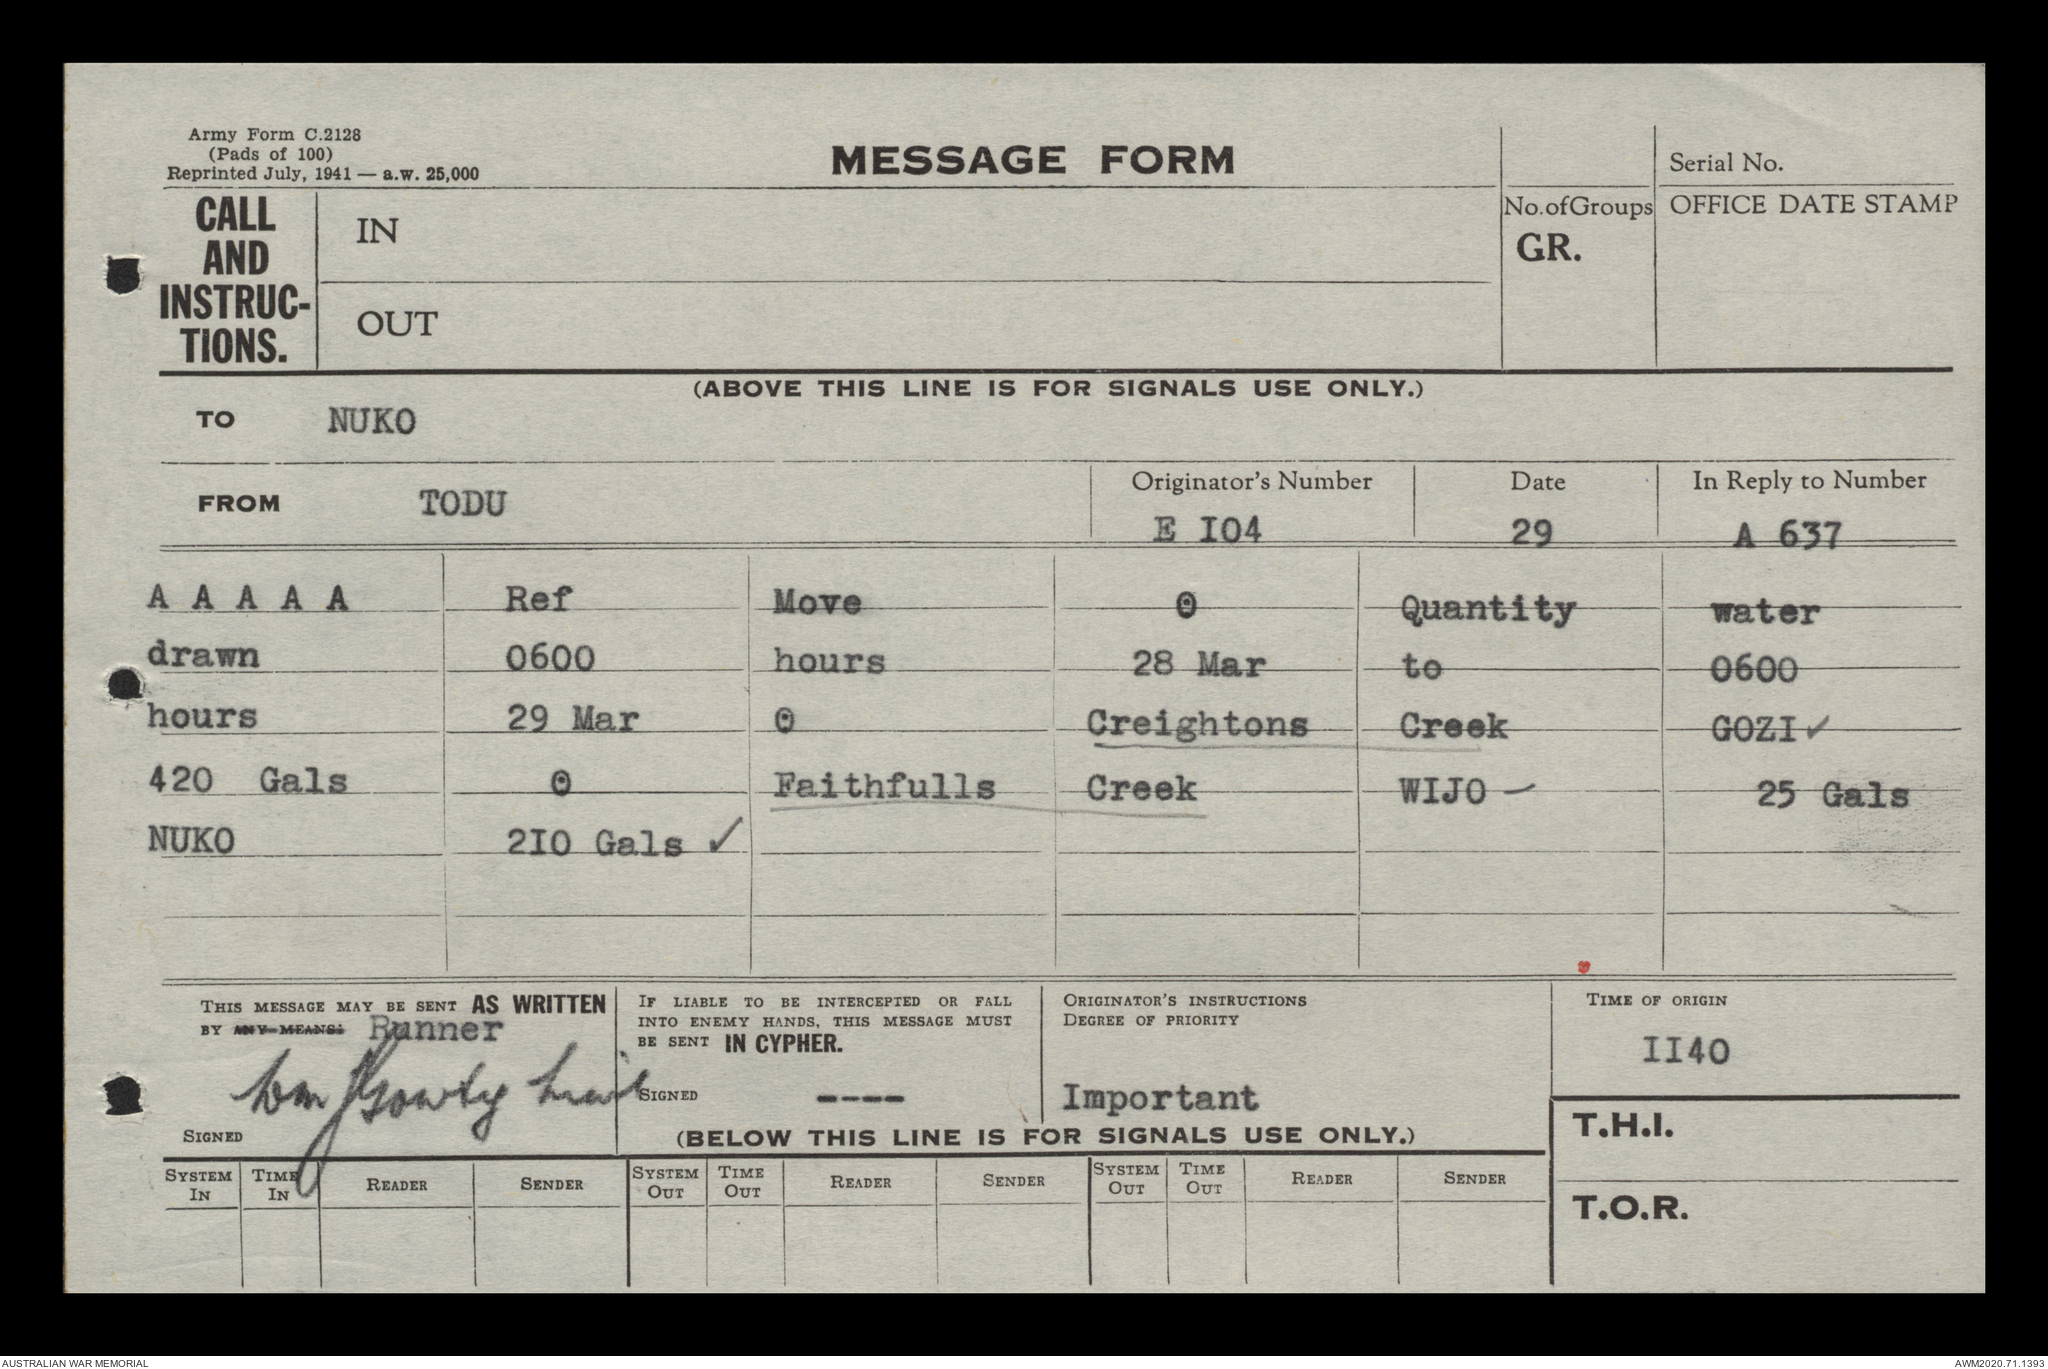 Army Form C.2128
(Pads of 100)
Reprinted July, 1941 — a.w. 25,000
MESSAGE FORM
Serial No.
CALL AND INSTRUC-TIONS.
IN
No. of Groups
GR.
OFFICE DATE STAMP
OUT
(ABOVE THIS LINE IS FOR SIGNALS USE ONLY.)
TO NUKO
FROM TODU
Originator's Number
E I04
Date
29
In Reply to Number
A 637
A A A A A Ref Move 0 Quantity water
drawn 0600 hours 28 Mar to 0600
hours 29 Mar 0 Creightons Creek GOZI ✓
420 Gals 0 Faithfulls Creek WIJO — 25 Gals
NUKO 2I0 Gals ✓
THIS MESSAGE MAY BE SENT AS WRITTEN
BY ANY MEANS: Runner
SIGNED
IF LIABLE TO BE INTERCEPTED OR FALL
INTO ENEMY HANDS, THIS MESSAGE MUST
BE SENT IN CYPHER.
SIGNED ----
ORIGINATOR'S INSTRUCTIONS
DEGREE OF PRIORITY
Important
TIME OF ORIGIN
II40
(BELOW THIS LINE IS FOR SIGNALS USE ONLY.)
T.H.I.
SYSTEM IN TIME IN READER SENDER SYSTEM OUT TIME OUT READER SENDER SYSTEM OUT TIME OUT READER SENDER
T.O.R.
AUSTRALIAN WAR MEMORIAL
AWM2020.71.1393